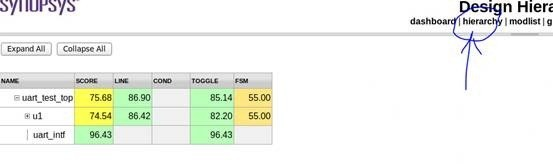 SYNOPSYS
Design Hiera
dashboard | hierarchy | modlist | g
Expand All Collapse All
NAME SCORE LINE COND TOGGLE FSM
uart_test_top 75.68 86.90 85.14 55.00
u1 74.54 86.42 82.20 55.00
uart_intf 96.43 96.43